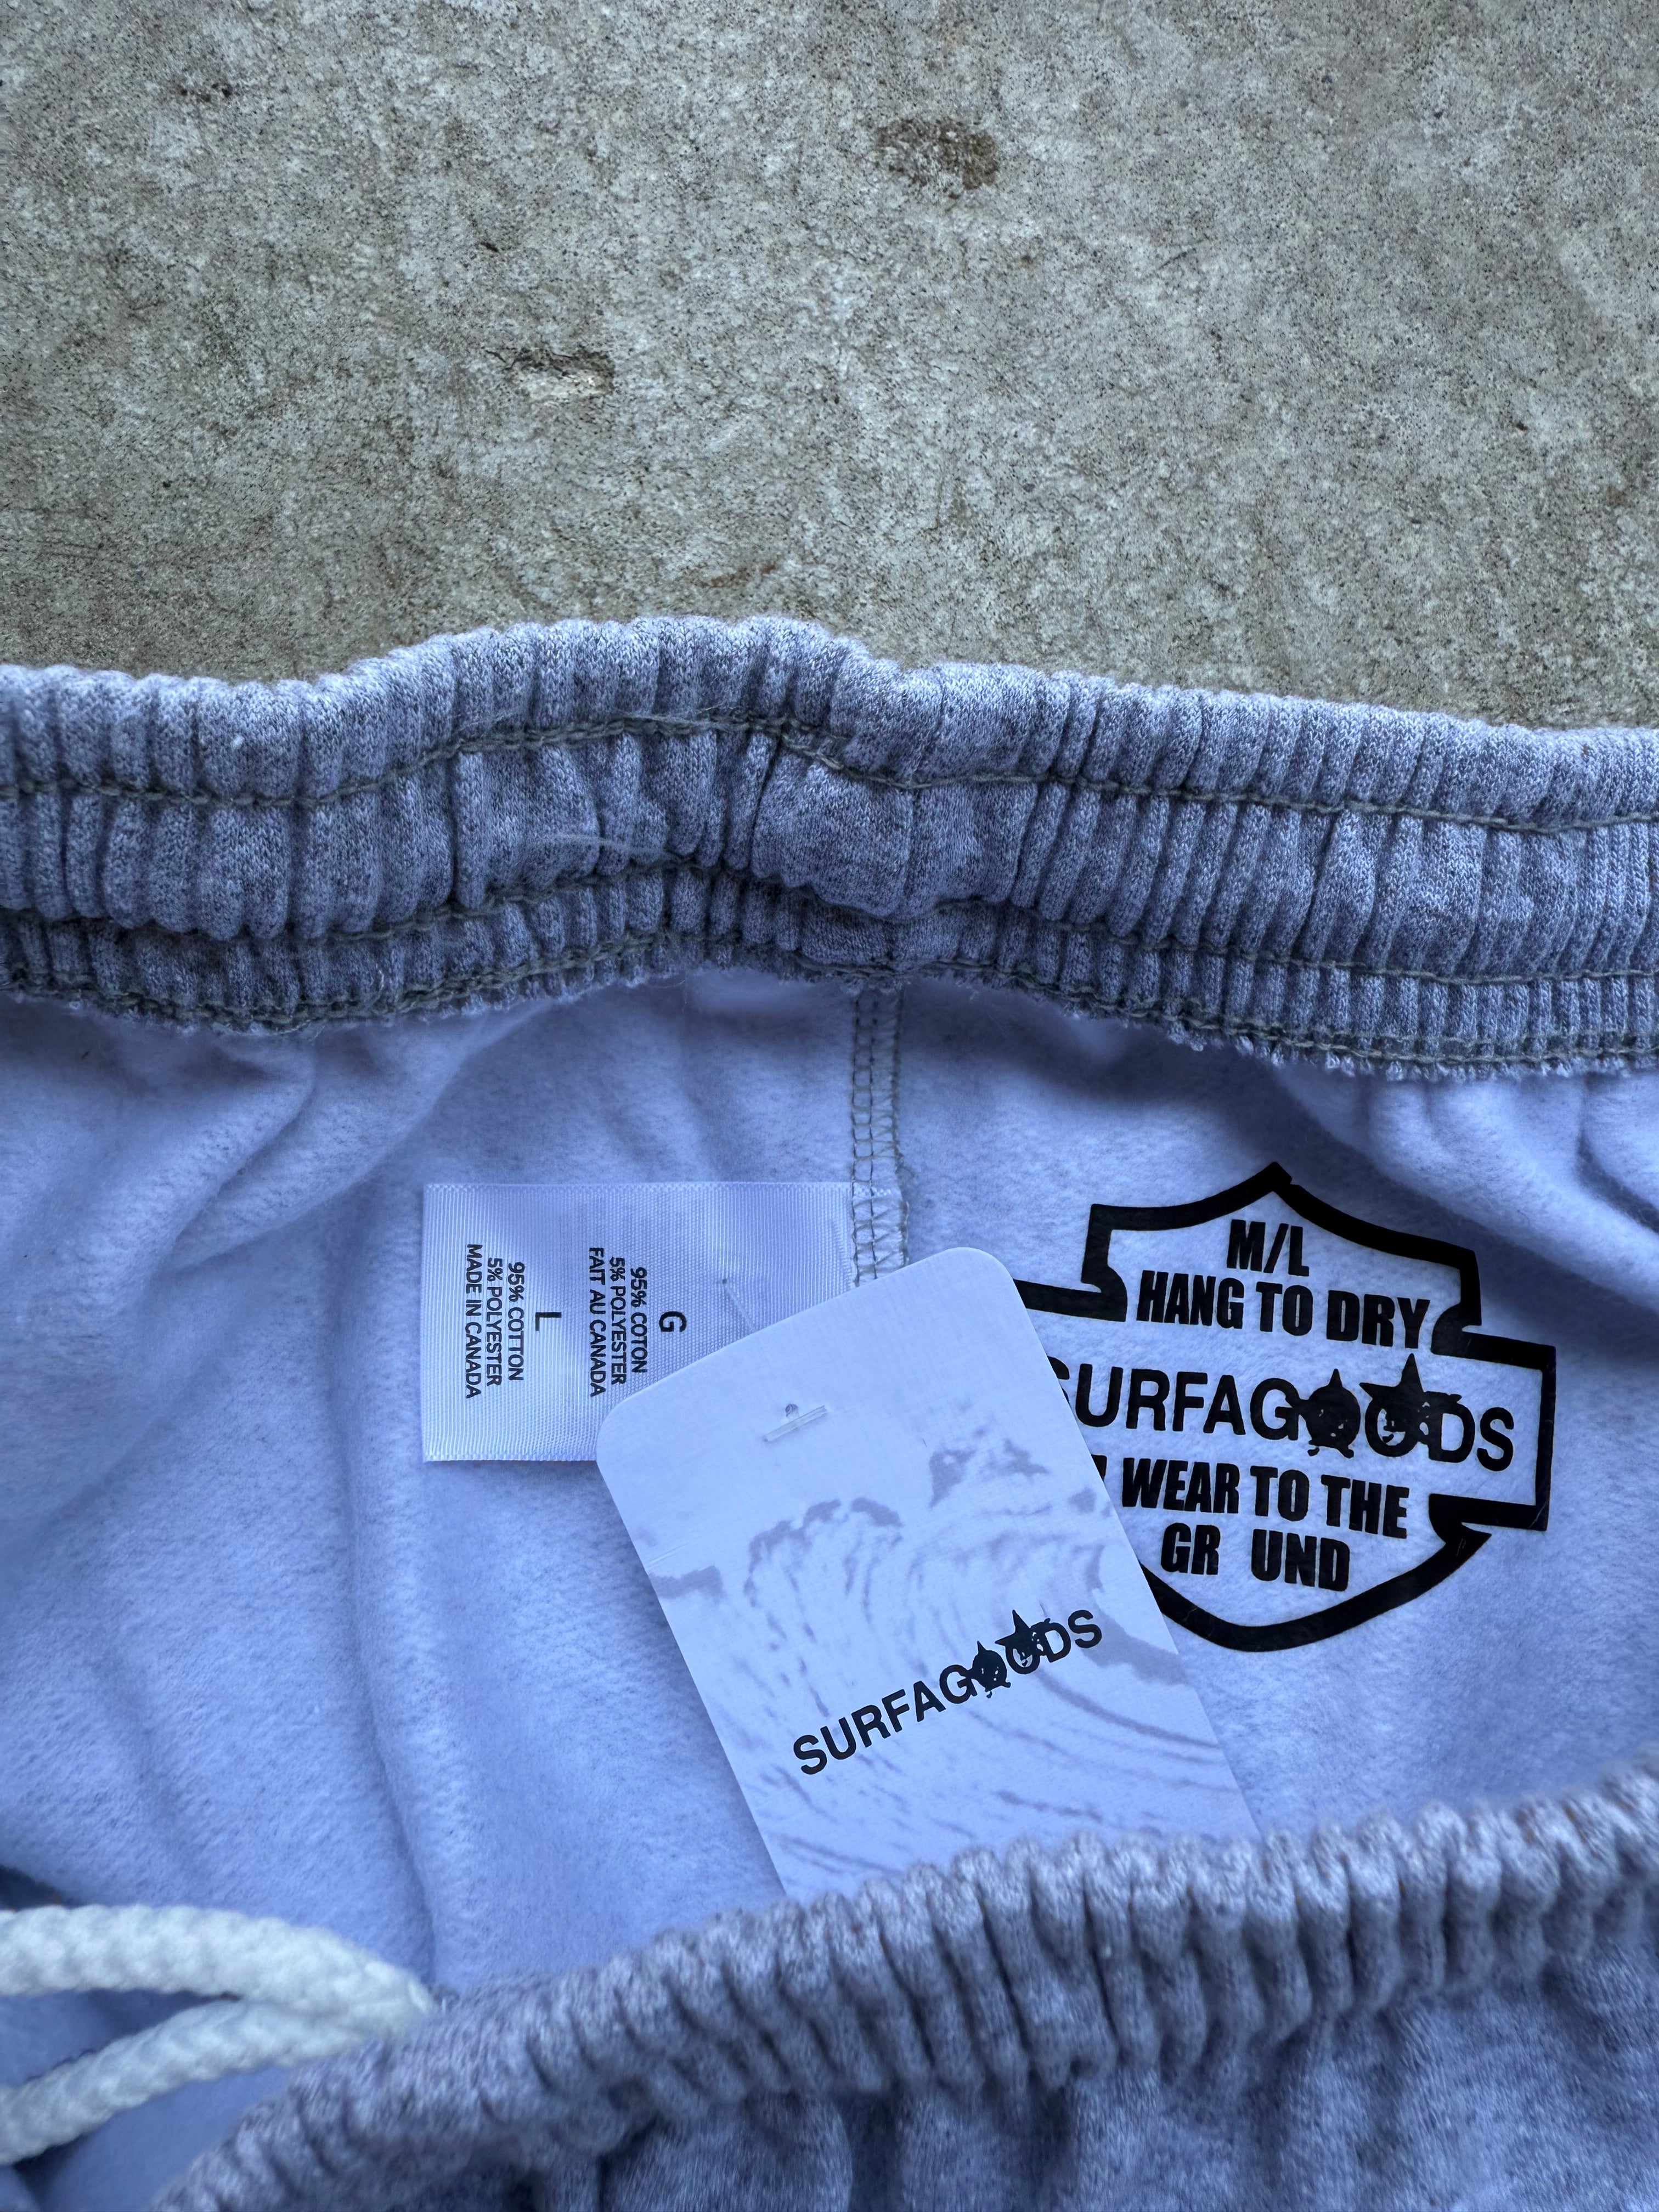 G
95% COTON
5% POLYESTER
FAIT AU CANADA
L
95% COTTON
5% POLYESTER
MADE IN CANADA
M/L
HANG TO DRY
SURFAGOODS
WEAR TO THE
GR UND
SURFAGOODS